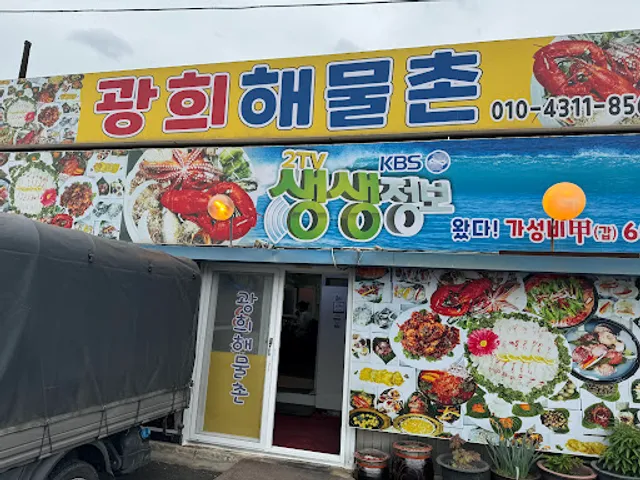 광희해물촌 010-4311-85
2TV KBS
생생정보
왔다! 가성비甲(갑) 6
광희해물촌